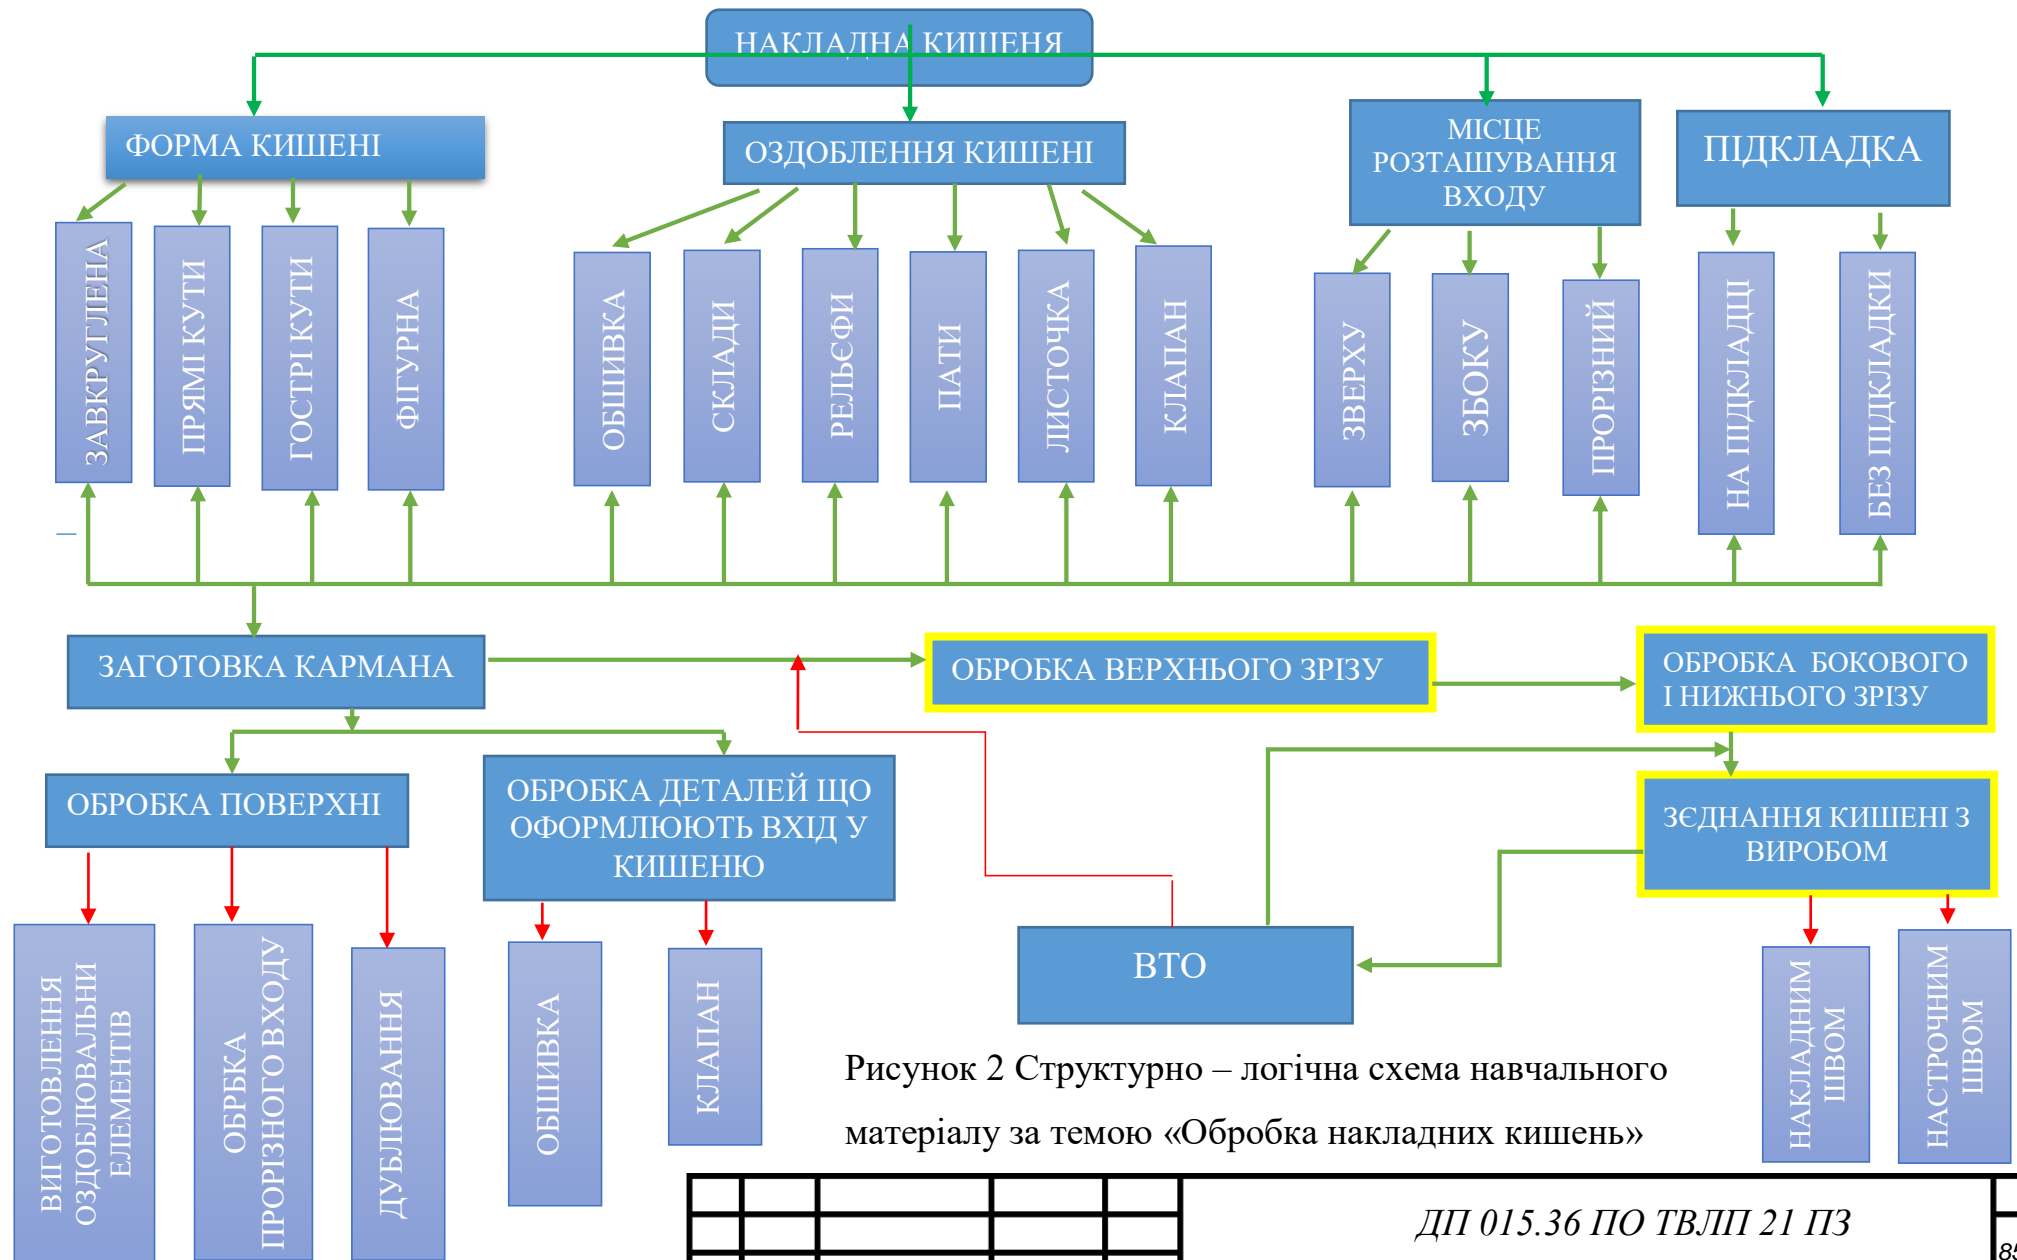 НАКЛАДНА КИШЕНЯ
ФОРМА КИШЕНІ
ОЗДОБЛЕННЯ КИШЕНІ
МІСЦЕ
РОЗТАШУВАННЯ
ВХОДУ
ПІДКЛАДКА
ЗАВКРУГЛЕНА
ПРЯМІ КУТИ
ГОСТРІ КУТИ
ФІГУРНА
ОБШИВКА
СКЛАДИ
РЕЛЬЄФИ
ПАТИ
ЛИСТОЧКА
КЛАПАН
ЗВЕРХУ
ЗБОКУ
ПРОРІЗНИЙ
НА ПІДКЛАДЦІ
БЕЗ ПІДКЛАДКИ
ЗАГОТОВКА КАРМАНА
ОБРОБКА ВЕРХНЬОГО ЗРІЗУ
ОБРОБКА БОКОВОГО
І НИЖНЬОГО ЗРІЗУ
ОБРОБКА ПОВЕРХНІ
ОБРОБКА ДЕТАЛЕЙ ЩО
ОФОРМЛЮЮТЬ ВХІД У
КИШЕНЮ
ЗЄДНАННЯ КИШЕНІ З
ВИРОБОМ
ВИГОТОВЛЕННЯ
ОЗДОБЛЮВАЛЬНИ
ЕЛЕМЕНТІВ
ОБРБКА
ПРОРІЗНОГО ВХОДУ
ДУБЛЮВАННЯ
ОБШИВКА
КЛАПАН
ВТО
НАКЛАДНИМ
ШВОМ
НАСТРОЧНИМ
ШВОМ
Рисунок 2 Структурно – логічна схема навчального
матеріалу за темою «Обробка накладних кишень»
ДП 015.36 ПО ТВЛП 21 ПЗ
85